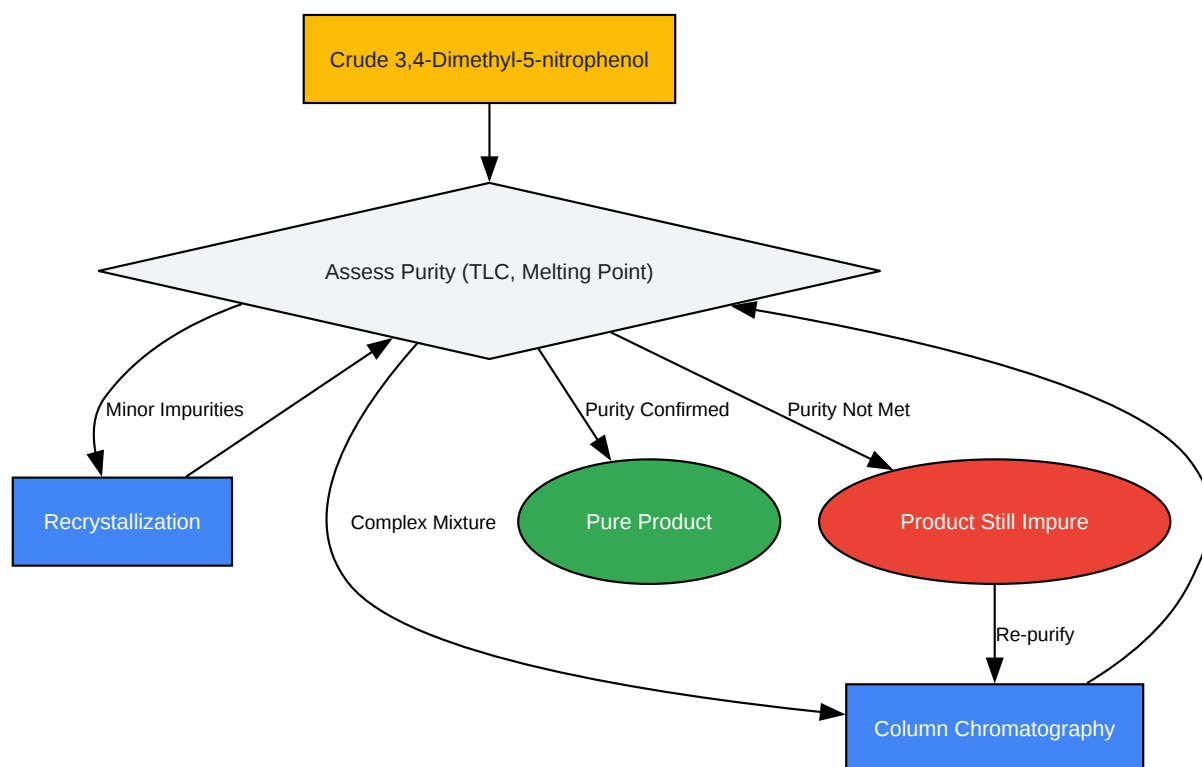 Crude 3,4-Dimethyl-5-nitrophenol
Assess Purity (TLC, Melting Point)
Minor Impurities
Purity Confirmed
Purity Not Met
Recrystallization
Complex Mixture
Pure Product
Product Still Impure
Re-purify
Column Chromatography